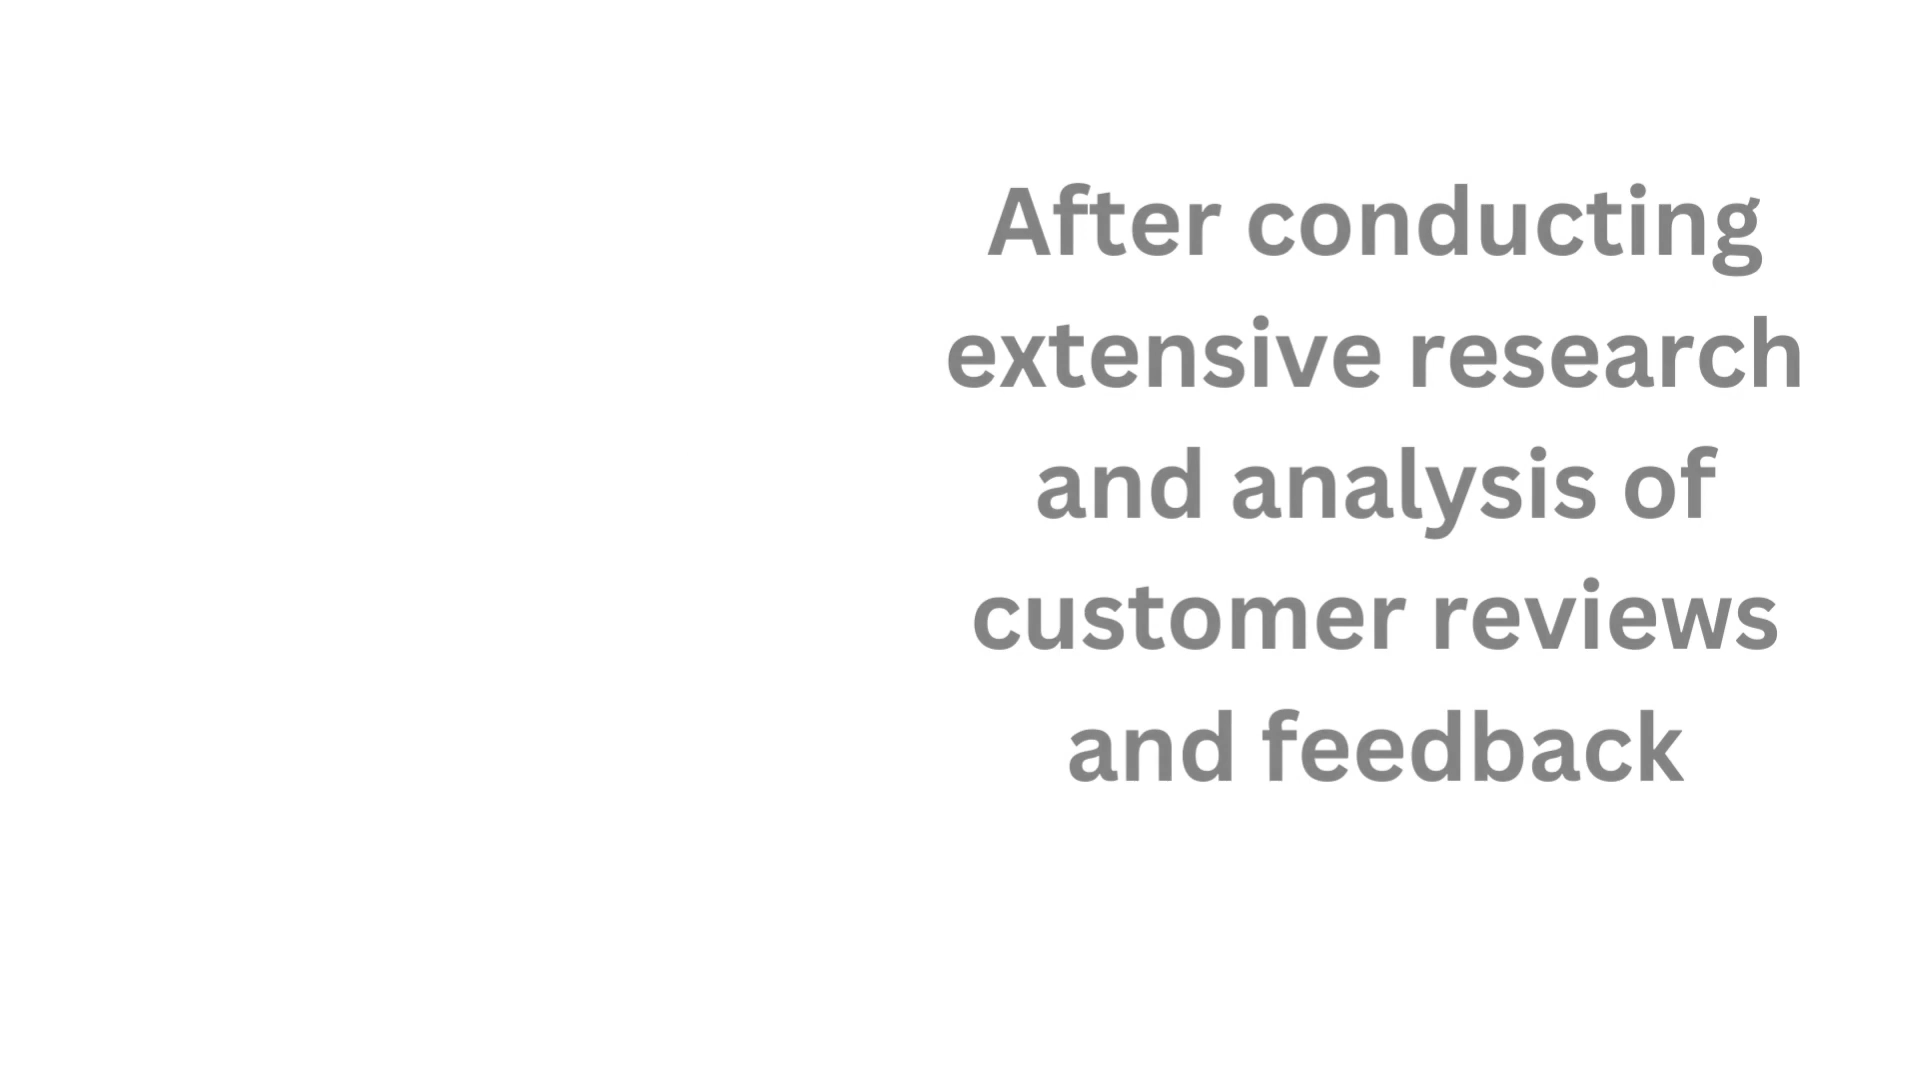 After conducting
extensive research
and analysis of
customer reviews
and feedback